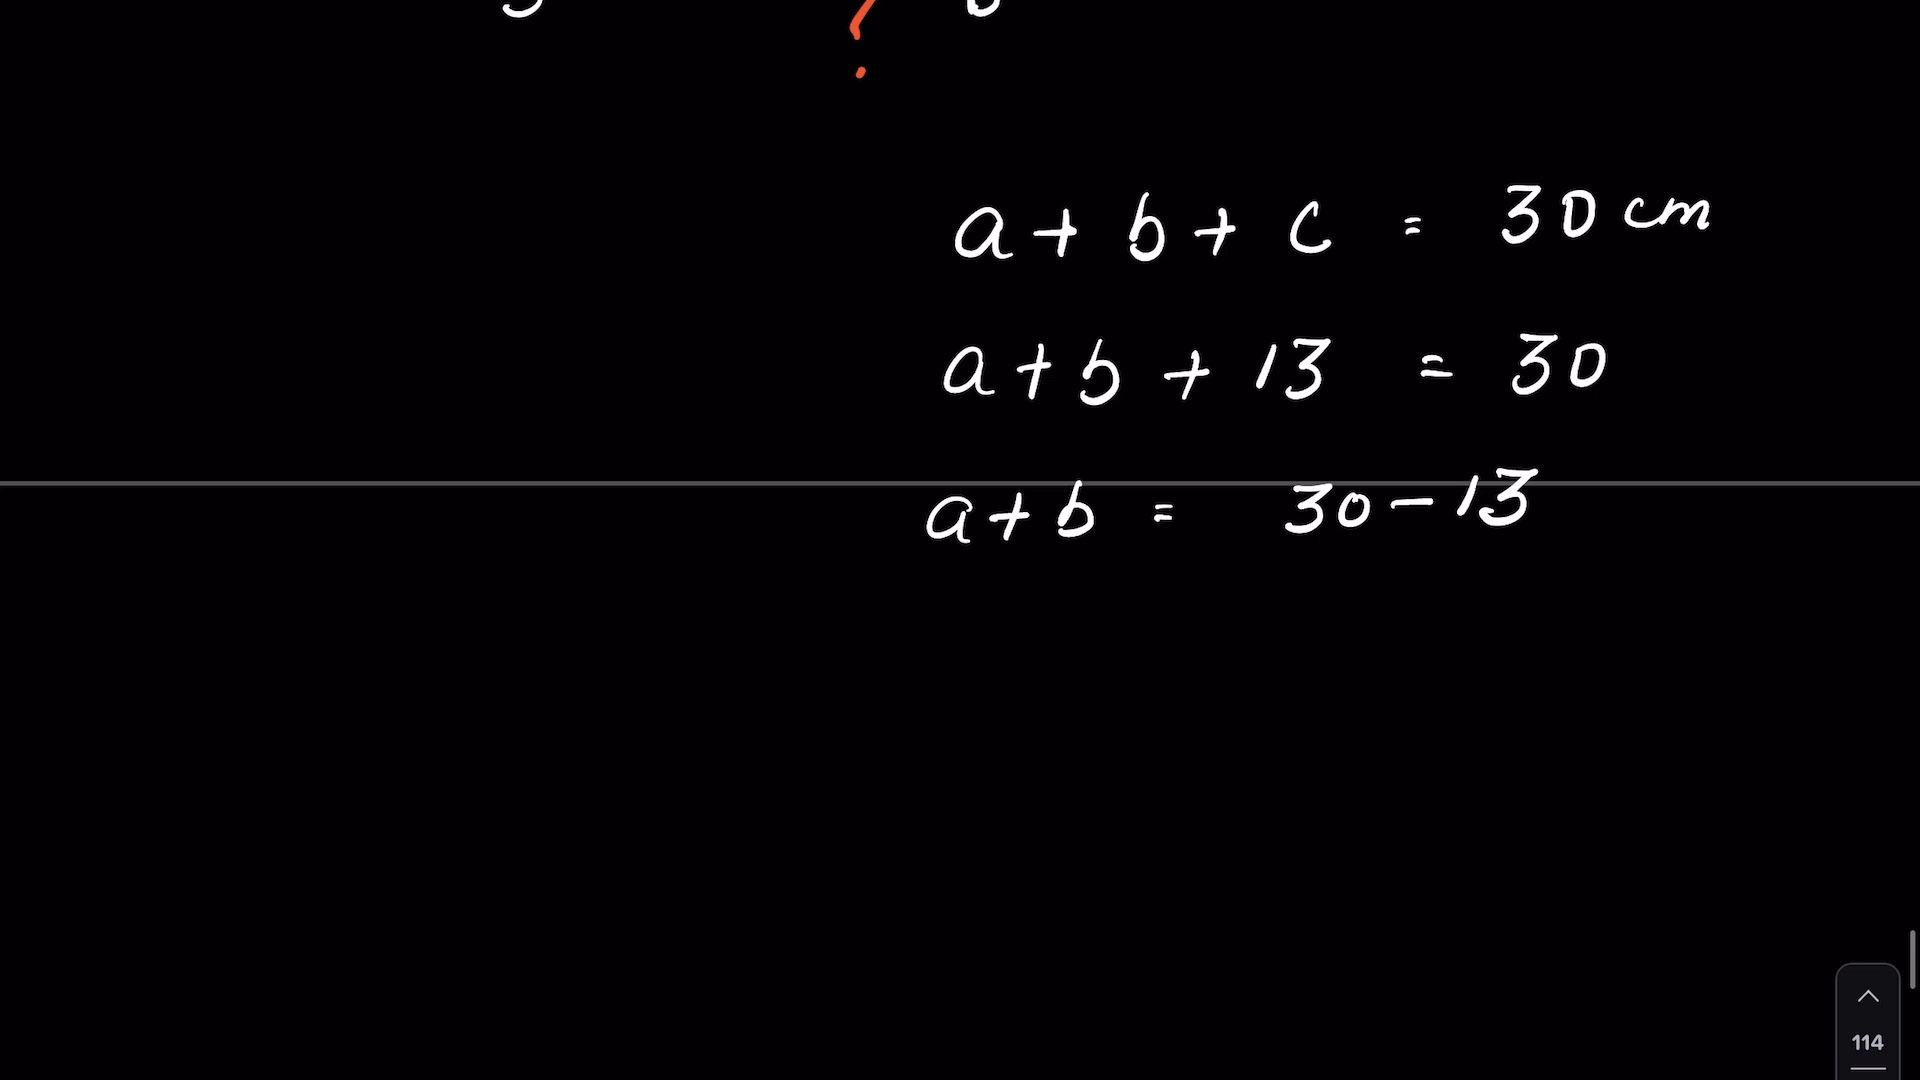 a + b + c = 30 cm
a + b + 13 = 30
a + b = 30 - 13
114